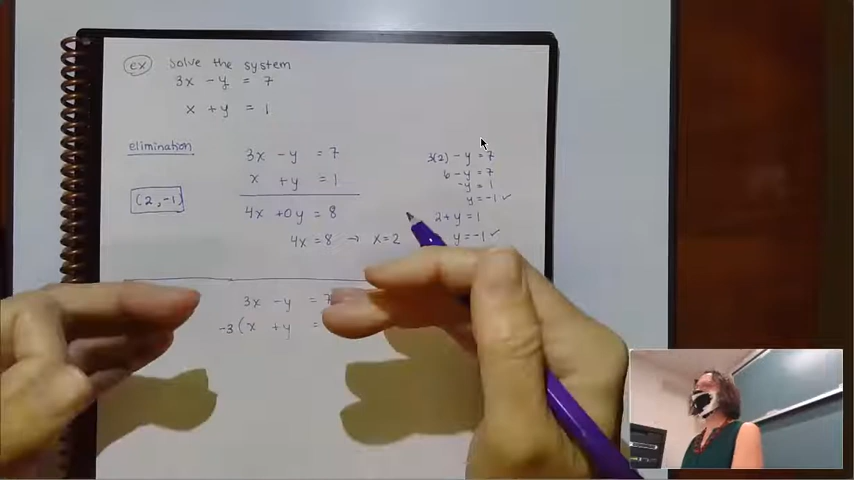 ex solve the system
3x - y = 7
x + y = 1
elimination
3x - y = 7
x + y = 1
4x + 0y = 8
4x = 8 → x = 2
(2, -1)
3(2) - y = 7
6 - y = 7
-y = 1
y = -1 ✓
2 + y = 1
y = -1 ✓
3x - y = 7
-3(x + y =